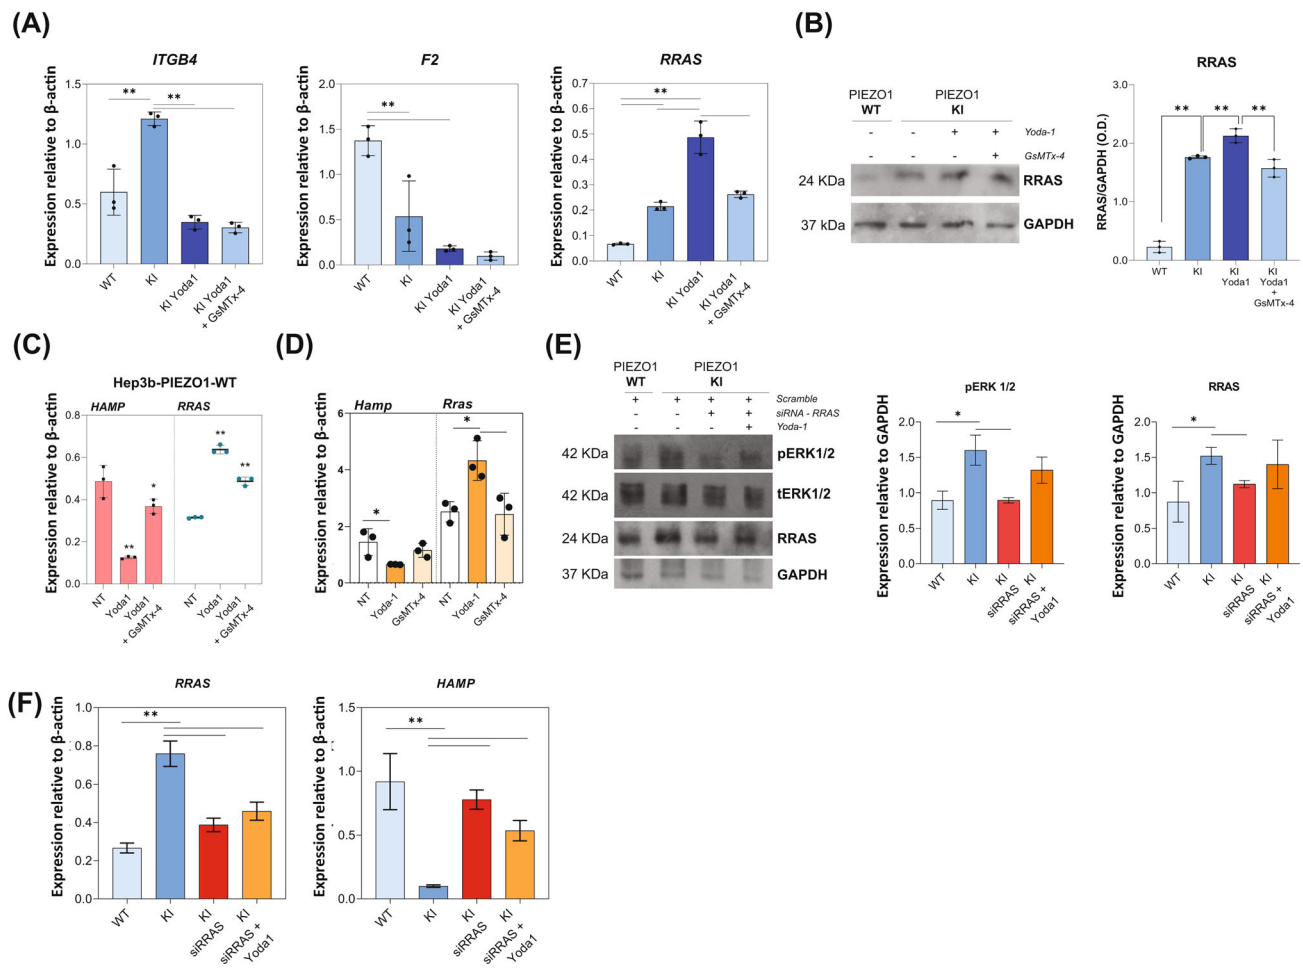 (A)
ITGB4
Expression relative to β-actin
1.5
1.0
0.5
0.0
**
**
WT
KI
KI Yoda1
KI Yoda1
+ GsMTx-4
F2
Expression relative to β-actin
2.0
1.5
1.0
0.5
0.0
**
WT
KI
KI Yoda1
KI Yoda1
+ GsMTx-4
RRAS
Expression relative to β-actin
0.7
0.6
0.5
0.4
0.3
0.2
0.1
0.0
**
WT
KI
KI Yoda1
KI Yoda1
+ GsMTx-4
(B)
PIEZO1
WT
PIEZO1
KI
- - + + Yoda-1
- - - + GsMTx-4
24 KDa
RRAS
37 kDa
GAPDH
RRAS
RRAS/GAPDH (O.D.)
3.0
2.0
1.0
0.0
**
**
**
WT
KI
KI
Yoda1
KI
Yoda1
+
GsMTx-4
(C)
Hep3b-PIEZO1-WT
HAMP
RRAS
Expression relative to β-actin
0.8
0.6
0.4
0.2
0.0
**
*
**
**
NT
Yoda1
Yoda1
+ GsMTx-4
NT
Yoda1
Yoda1
+ GsMTx-4
(D)
Hamp
Rras
Expression relative to β-actin
6
4
2
0
*
*
NT
Yoda-1
GsMTx-4
NT
Yoda-1
GsMTx-4
(E)
PIEZO1
WT
PIEZO1
KI
+ + + + Scramble
- - + + siRNA - RRAS
- - - + Yoda-1
42 KDa
pERK1/2
42 KDa
tERK1/2
24 KDa
RRAS
37 KDa
GAPDH
pERK 1/2
Expression relative to GAPDH
2.0
1.5
1.0
0.5
0.0
*
WT
KI
KI
siRRAS
KI
siRRAS +
Yoda1
RRAS
Expression relative to GAPDH
2.0
1.5
1.0
0.5
0.0
*
WT
KI
KI
siRRAS
KI
siRRAS +
Yoda1
(F)
RRAS
Expression relative to β-actin
1.0
0.8
0.6
0.4
0.2
0.0
**
WT
KI
KI
siRRAS
KI
siRRAS +
Yoda1
HAMP
Expression relative to β-actin
1.5
1.0
0.5
0.0
**
WT
KI
KI
siRRAS
KI
siRRAS +
Yoda1